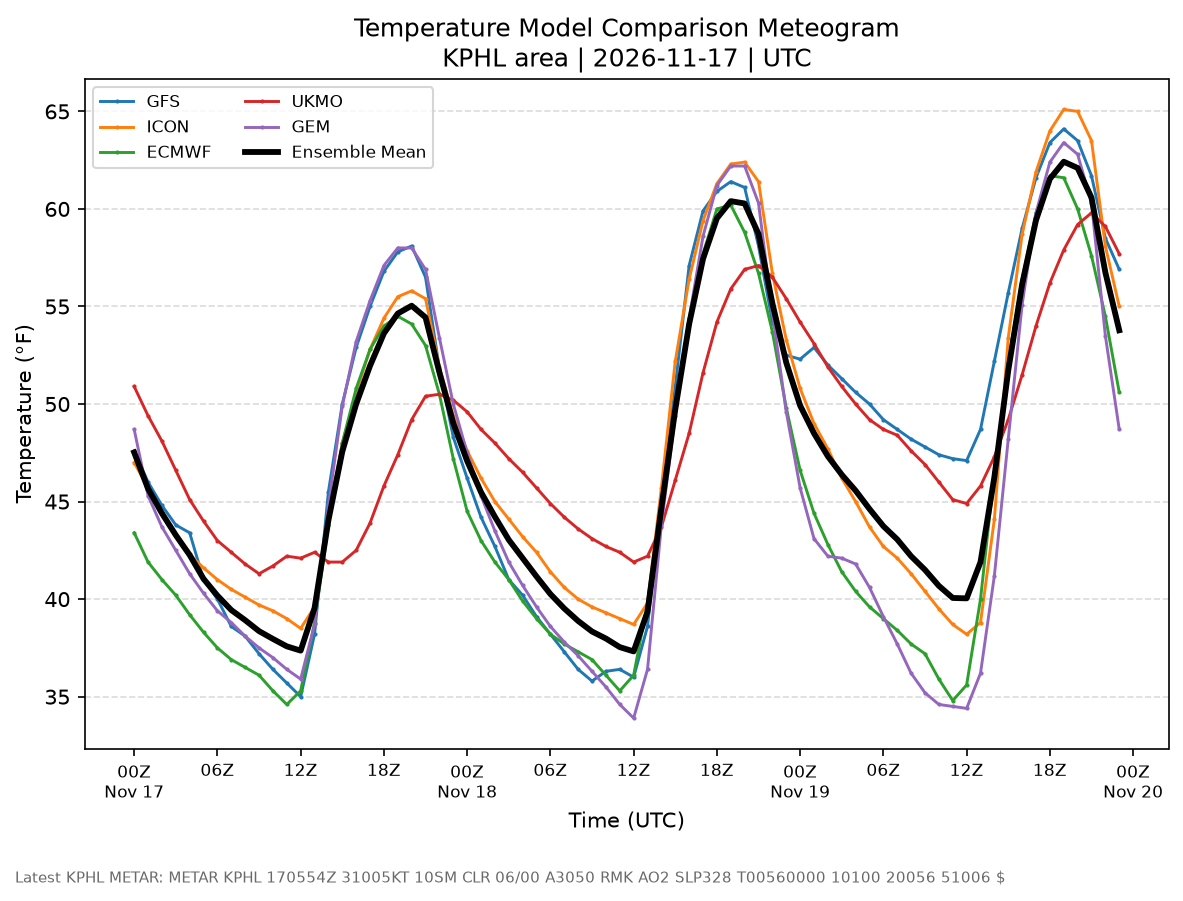 Temperature Model Comparison Meteogram
KPHL area | 2026-11-17 | UTC
GFS
ICON
ECMWF
UKMO
GEM
Ensemble Mean
Temperature (°F)
65
60
55
50
45
40
35
00Z 06Z 12Z 18Z 00Z 06Z 12Z 18Z 00Z 06Z 12Z 18Z 00Z
Nov 17 Nov 18 Nov 19 Nov 20
Time (UTC)
Latest KPHL METAR: METAR KPHL 170554Z 31005KT 10SM CLR 06/00 A3050 RMK AO2 SLP328 T00560000 10100 20056 51006 $